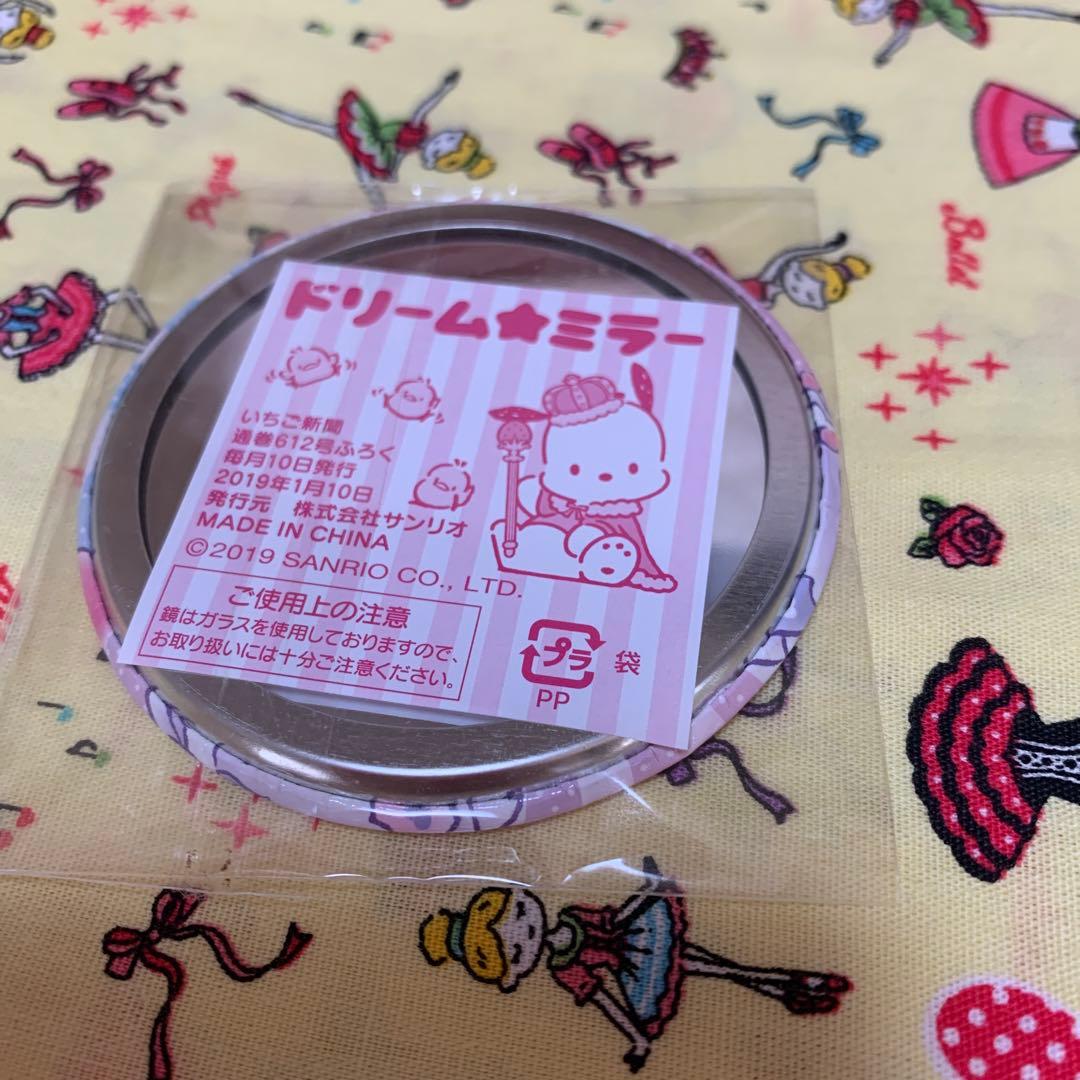 ドリーム★ミラー
いちご新聞
通巻612号ふろく
毎月10日発行
2019年1月10日
発行元 株式会社サンリオ
MADE IN CHINA
©2019 SANRIO CO., LTD.
ご使用上の注意
鏡はガラスを使用しておりますので、
お取り扱いには十分ご注意ください。
プラ
袋
PP